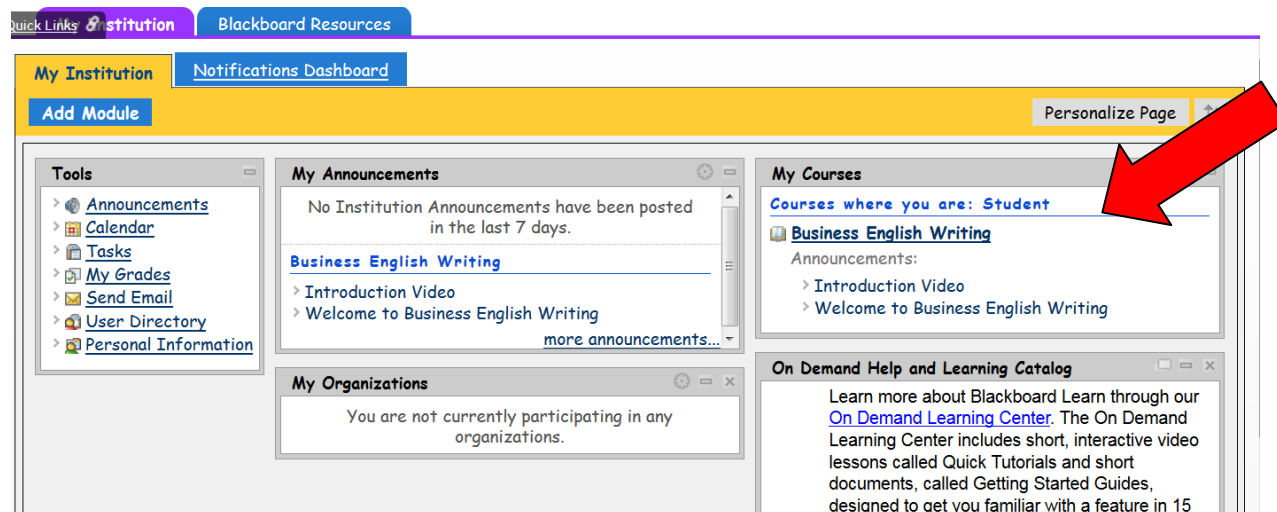 Quick Links
stitution
Blackboard Resources
My Institution
Notifications Dashboard
Add Module
Personalize Page
Tools
Announcements
Calendar
Tasks
My Grades
Send Email
User Directory
Personal Information
My Announcements
No Institution Announcements have been posted
in the last 7 days.
Business English Writing
Introduction Video
Welcome to Business English Writing
more announcements...
My Organizations
You are not currently participating in any
organizations.
My Courses
Courses where you are: Student
Business English Writing
Announcements:
Introduction Video
Welcome to Business English Writing
On Demand Help and Learning Catalog
Learn more about Blackboard Learn through our
On Demand Learning Center. The On Demand
Learning Center includes short, interactive video
lessons called Quick Tutorials and short
documents, called Getting Started Guides,
designed to get you familiar with a feature in 15